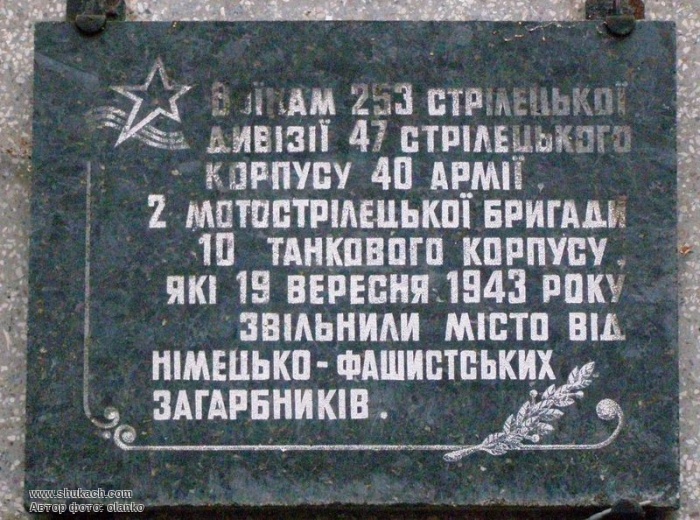 ВОЇНАМ 253 СТРІЛЕЦЬКОЇ
ДИВІЗІЇ 47 СТРІЛЕЦЬКОГО
КОРПУСУ 40 АРМІЇ,
2 МОТОСТРІЛЕЦЬКОЇ БРИГАДИ
10 ТАНКОВОГО КОРПУСУ,
ЯКІ 19 ВЕРЕСНЯ 1943 РОКУ
ЗВІЛЬНИЛИ МІСТО ВІД
НІМЕЦЬКО-ФАШИСТСЬКИХ
ЗАГАРБНИКІВ.
www.shukach.com
Автор фото: olanko